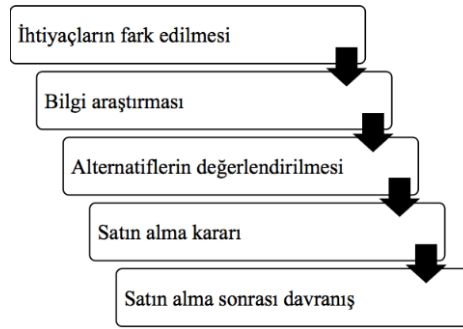 İhtiyaçların fark edilmesi
Bilgi araştırması
Alternatiflerin değerlendirilmesi
Satın alma kararı
Satın alma sonrası davranış